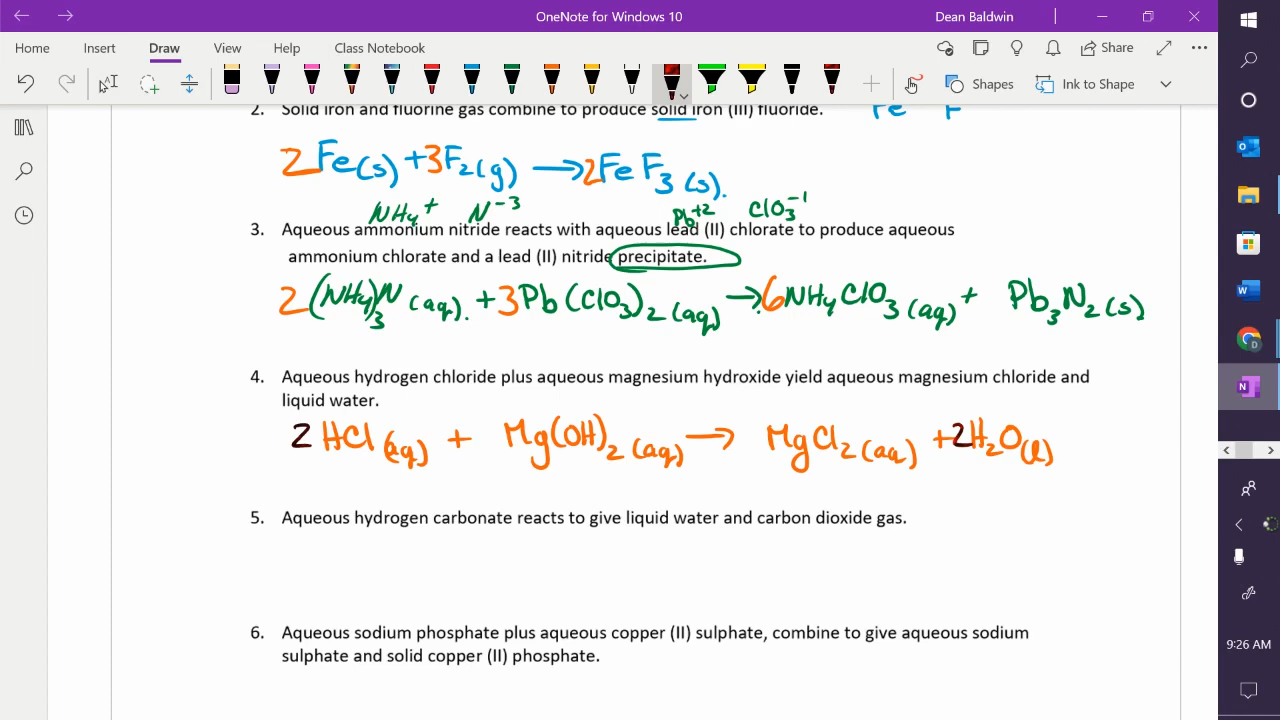 OneNote for Windows 10
Dean Baldwin
Home Insert Draw View Help Class Notebook Share
Shapes Ink to Share
2. Solid iron and fluorine gas combine to produce solid iron (III) fluoride. Fe F
2Fe(s) + 3F2(g) → 2FeF3(s).
NH4+ N-3 Pb+2 ClO3-1
3. Aqueous ammonium nitride reacts with aqueous lead (II) chlorate to produce aqueous
ammonium chlorate and a lead (II) nitride precipitate.
2(NH4)3N(aq) + 3Pb(ClO3)2(aq) → 6NH4ClO3(aq) + Pb3N2(s)
4. Aqueous hydrogen chloride plus aqueous magnesium hydroxide yield aqueous magnesium chloride and
liquid water.
2HCl(aq) + Mg(OH)2(aq) → MgCl2(aq) + 2H2O(l)
5. Aqueous hydrogen carbonate reacts to give liquid water and carbon dioxide gas.
6. Aqueous sodium phosphate plus aqueous copper (II) sulphate, combine to give aqueous sodium
sulphate and solid copper (II) phosphate.
9:26 AM